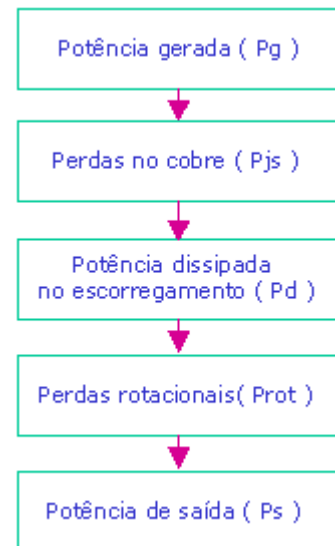 Potência gerada ( Pg )
Perdas no cobre ( Pjs )
Potência dissipada
no escorregamento ( Pd )
Perdas rotacionais( Prot )
Potência de saída ( Ps )